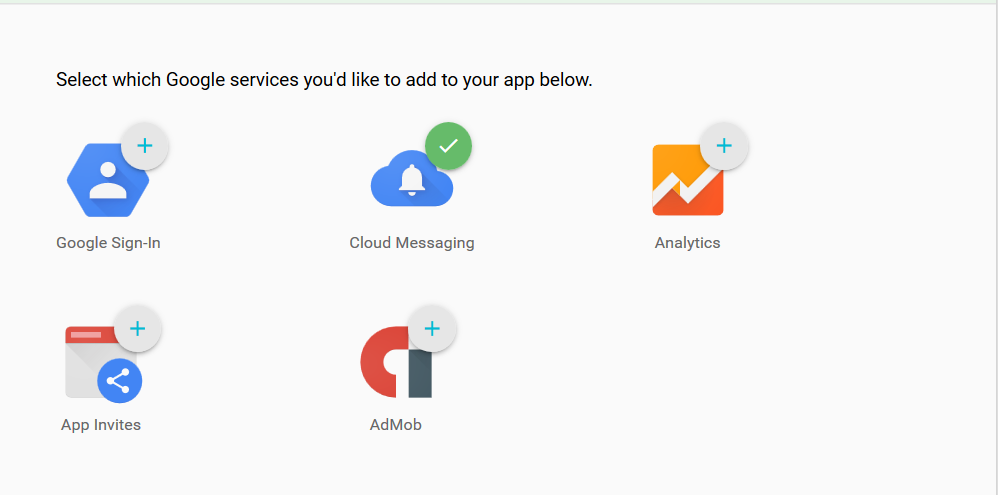 Select which Google services you'd like to add to your app below.
Google Sign-In
Cloud Messaging
Analytics
App Invites
AdMob